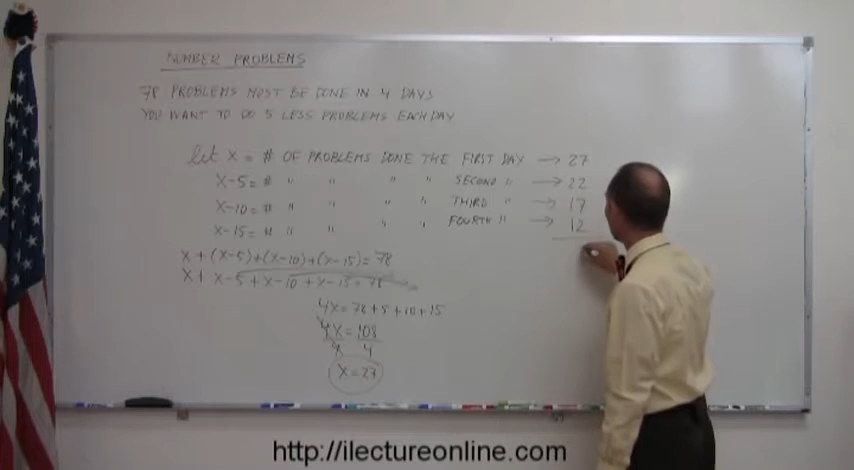 NUMBER PROBLEMS
78 PROBLEMS MUST BE DONE IN 4 DAYS
YOU WANT TO DO 5 LESS PROBLEMS EACH DAY
let X = # OF PROBLEMS DONE THE FIRST DAY → 27
X-5 = # " " " " SECOND " → 22
X-10 = # " " " " THIRD " → 17
X-15 = # " " " " FOURTH " → 12
X + (X-5) + (X-10) + (X-15) = 78
X + X-5 + X-10 + X-15 = 78
4X = 78 + 5 + 10 + 15
4X = 108
4 4
X = 27
http://ilectureonline.com